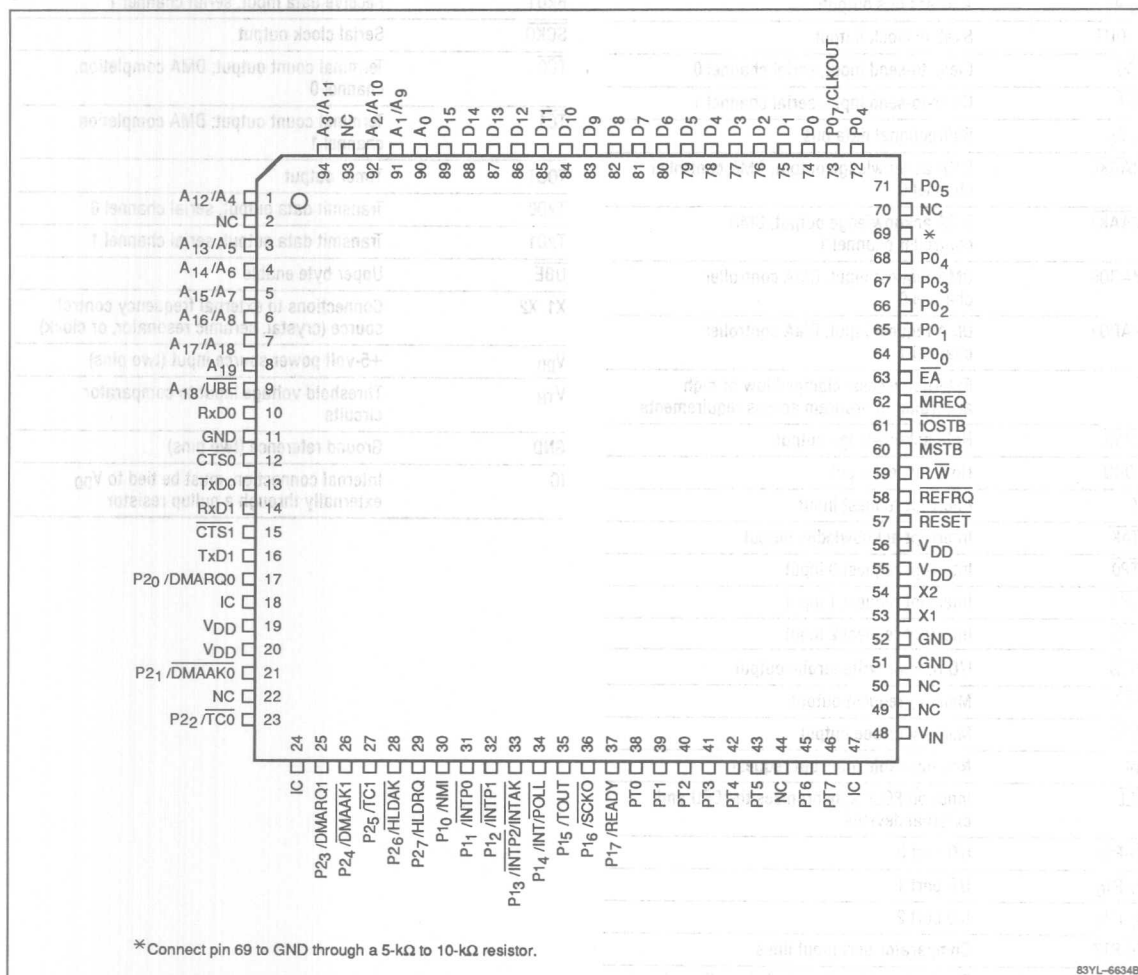 94 A3/A11
93 NC
92 A2/A10
91 A1/A9
90 A0
89 D15
88 D14
87 D13
86 D12
85 D11
84 D10
83 D9
82 D8
81 D7
80 D6
79 D5
78 D4
77 D3
76 D2
75 D1
74 D0
73 P07/CLKOUT
72 D4
A12/A4 1
NC 2
A13/A5 3
A14/A6 4
A15/A7 5
A16/A8 6
A17/A18 7
A19 8
A18/UBE 9
RxD0 10
GND 11
CTS0 12
TxD0 13
RxD1 14
CTS1 15
TxD1 16
P20/DMARQ0 17
IC 18
VDD 19
VDD 20
P21/DMAAK0 21
NC 22
P22/TC0 23
71 P05
70 NC
69 *
68 P04
67 P03
66 P02
65 P01
64 P00
63 EA
62 MREQ
61 IOSTB
60 MSTB
59 R/W
58 REFRQ
57 RESET
56 VDD
55 VDD
54 X2
53 X1
52 GND
51 GND
50 NC
49 NC
48 VIN
24 IC
25 P23/DMARQ1
26 P24/DMAAK1
27 P25/TC1
28 P26/HLDAK
29 P27/HLDRQ
30 P10/NMI
31 P11/INTP0
32 P12/INTP1
33 P13/INTP2/INTAK
34 P14/INT/POLL
35 P15/TOUT
36 P16/SCKO
37 P17/READY
38 PT0
39 PT1
40 PT2
41 PT3
42 PT4
43 PT5
44 NC
45 PT6
46 PT7
47 IC
*Connect pin 69 to GND through a 5-kΩ to 10-kΩ resistor.
83YL–6634B